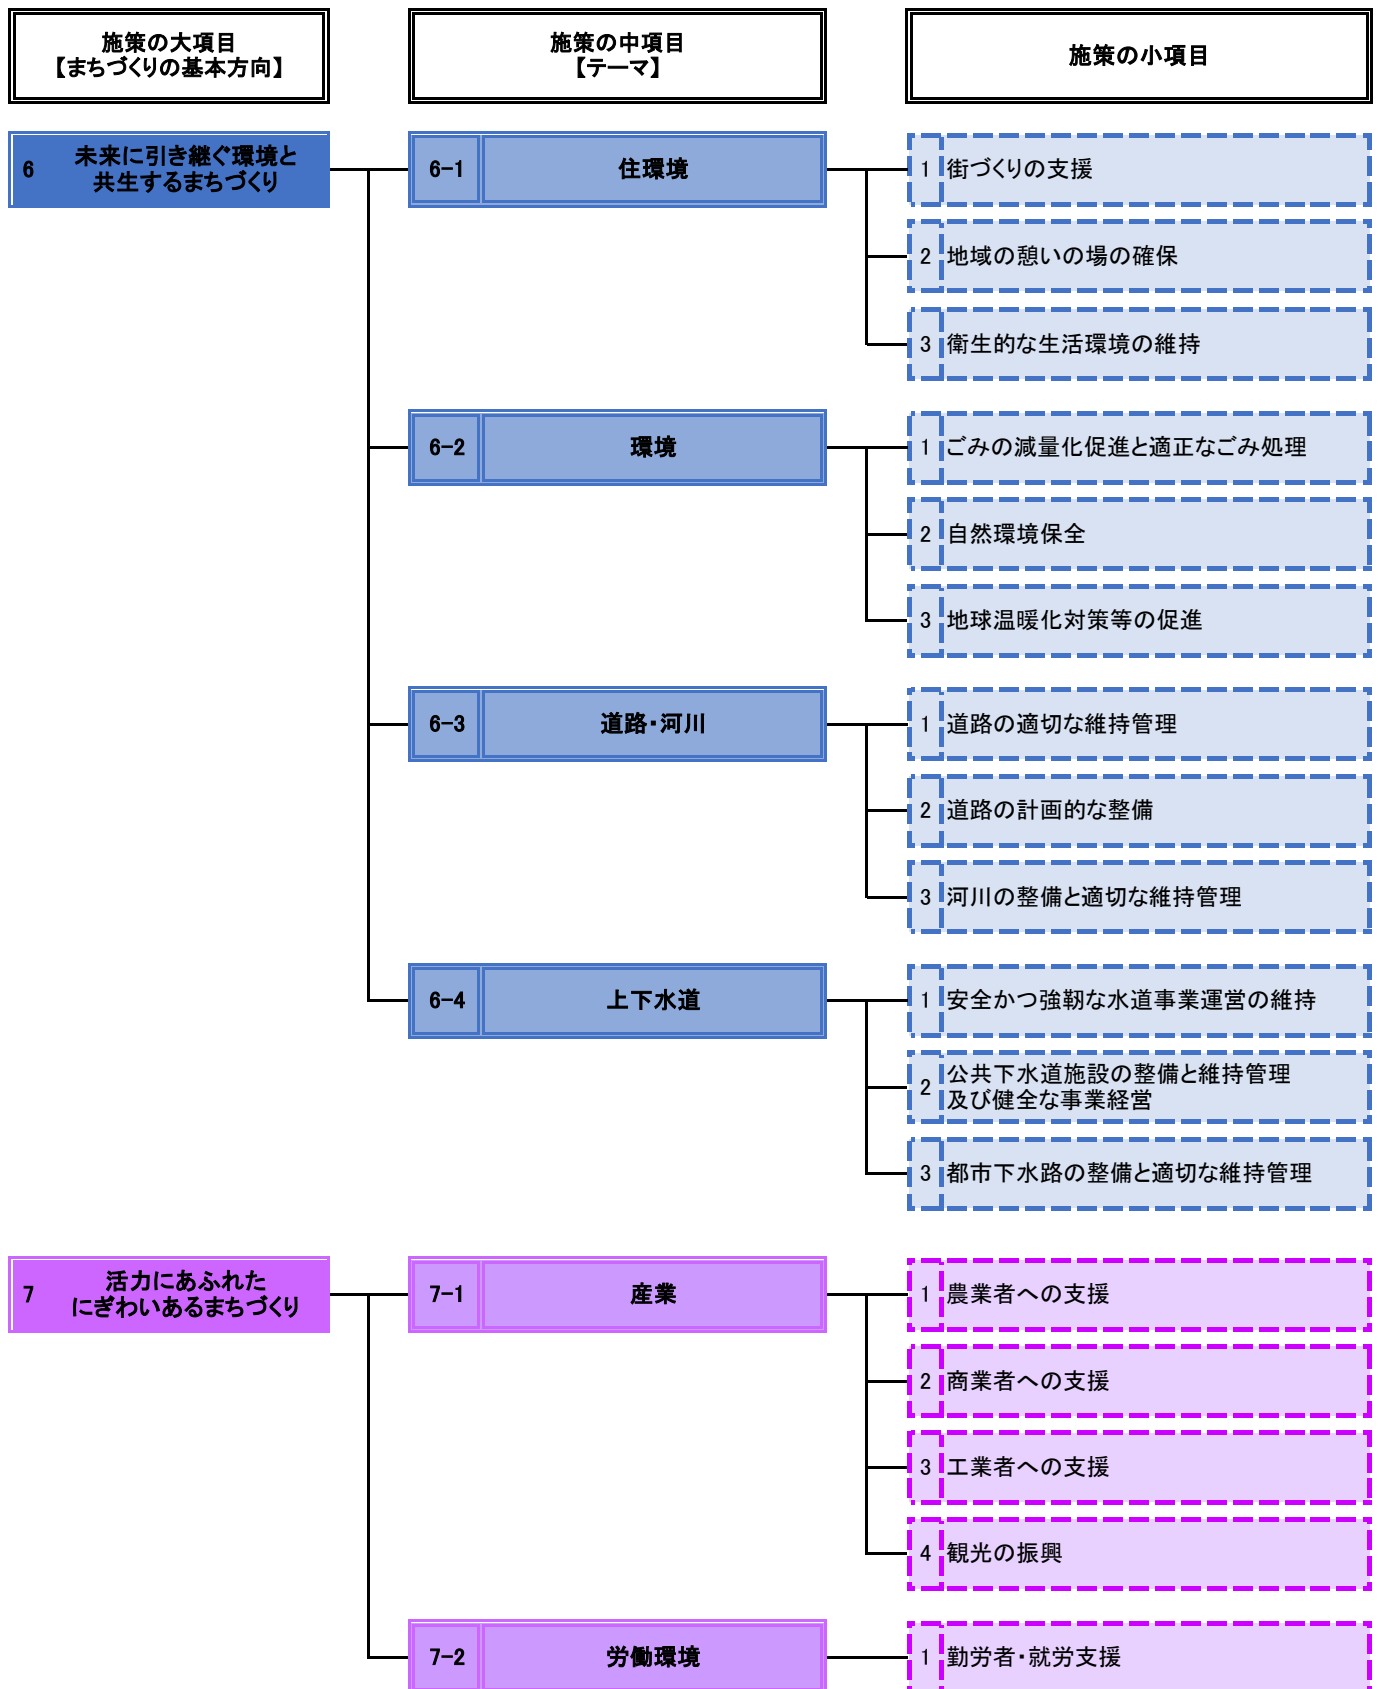 施策の大項目
【まちづくりの基本方向】
施策の中項目
【テーマ】
施策の小項目
6 未来に引き継ぐ環境と
共生するまちづくり
6-1 住環境
1 街づくりの支援
2 地域の憩いの場の確保
3 衛生的な生活環境の維持
6-2 環境
1 ごみの減量化促進と適正なごみ処理
2 自然環境保全
3 地球温暖化対策等の促進
6-3 道路・河川
1 道路の適切な維持管理
2 道路の計画的な整備
3 河川の整備と適切な維持管理
6-4 上下水道
1 安全かつ強靭な水道事業運営の維持
2 公共下水道施設の整備と維持管理
及び健全な事業経営
3 都市下水路の整備と適切な維持管理
7 活力にあふれた
にぎわいあるまちづくり
7-1 産業
1 農業者への支援
2 商業者への支援
3 工業者への支援
4 観光の振興
7-2 労働環境
1 勤労者・就労支援